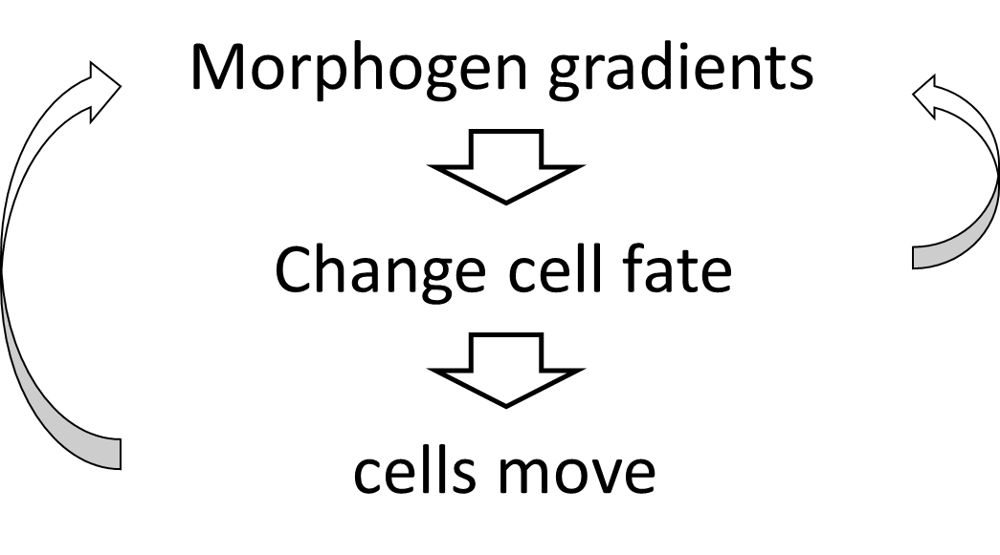 Morphogen gradients
Change cell fate
cells move